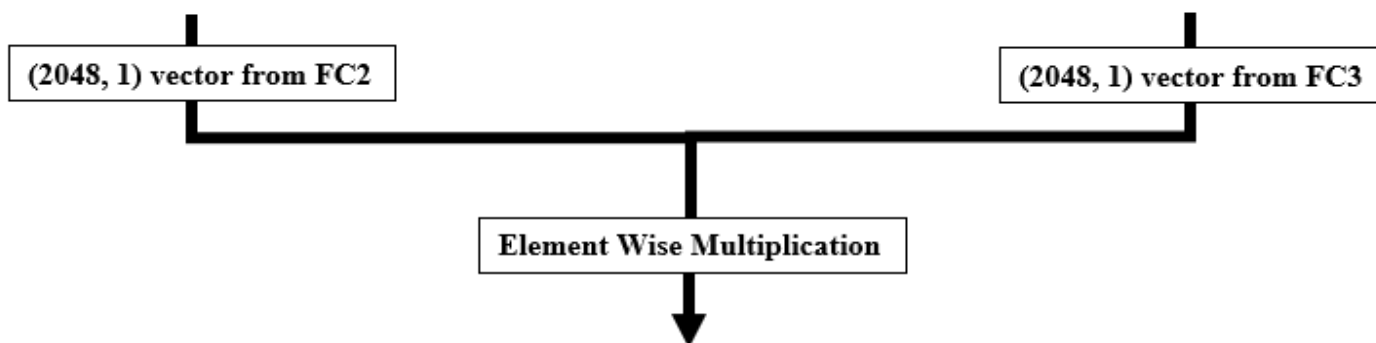 (2048, 1) vector from FC2
(2048, 1) vector from FC3
Element Wise Multiplication